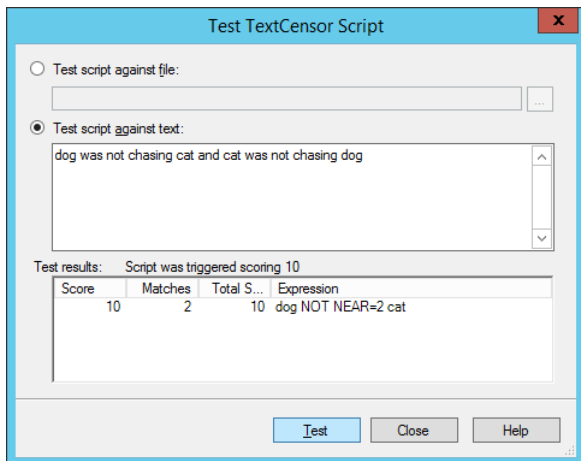 Test TextCensor Script
x
Test script against file:
...
Test script against text:
dog was not chasing cat and cat was not chasing dog
Test results: Script was triggered scoring 10
Score Matches Total S... Expression
10 2 10 dog NOT NEAR=2 cat
Test Close Help